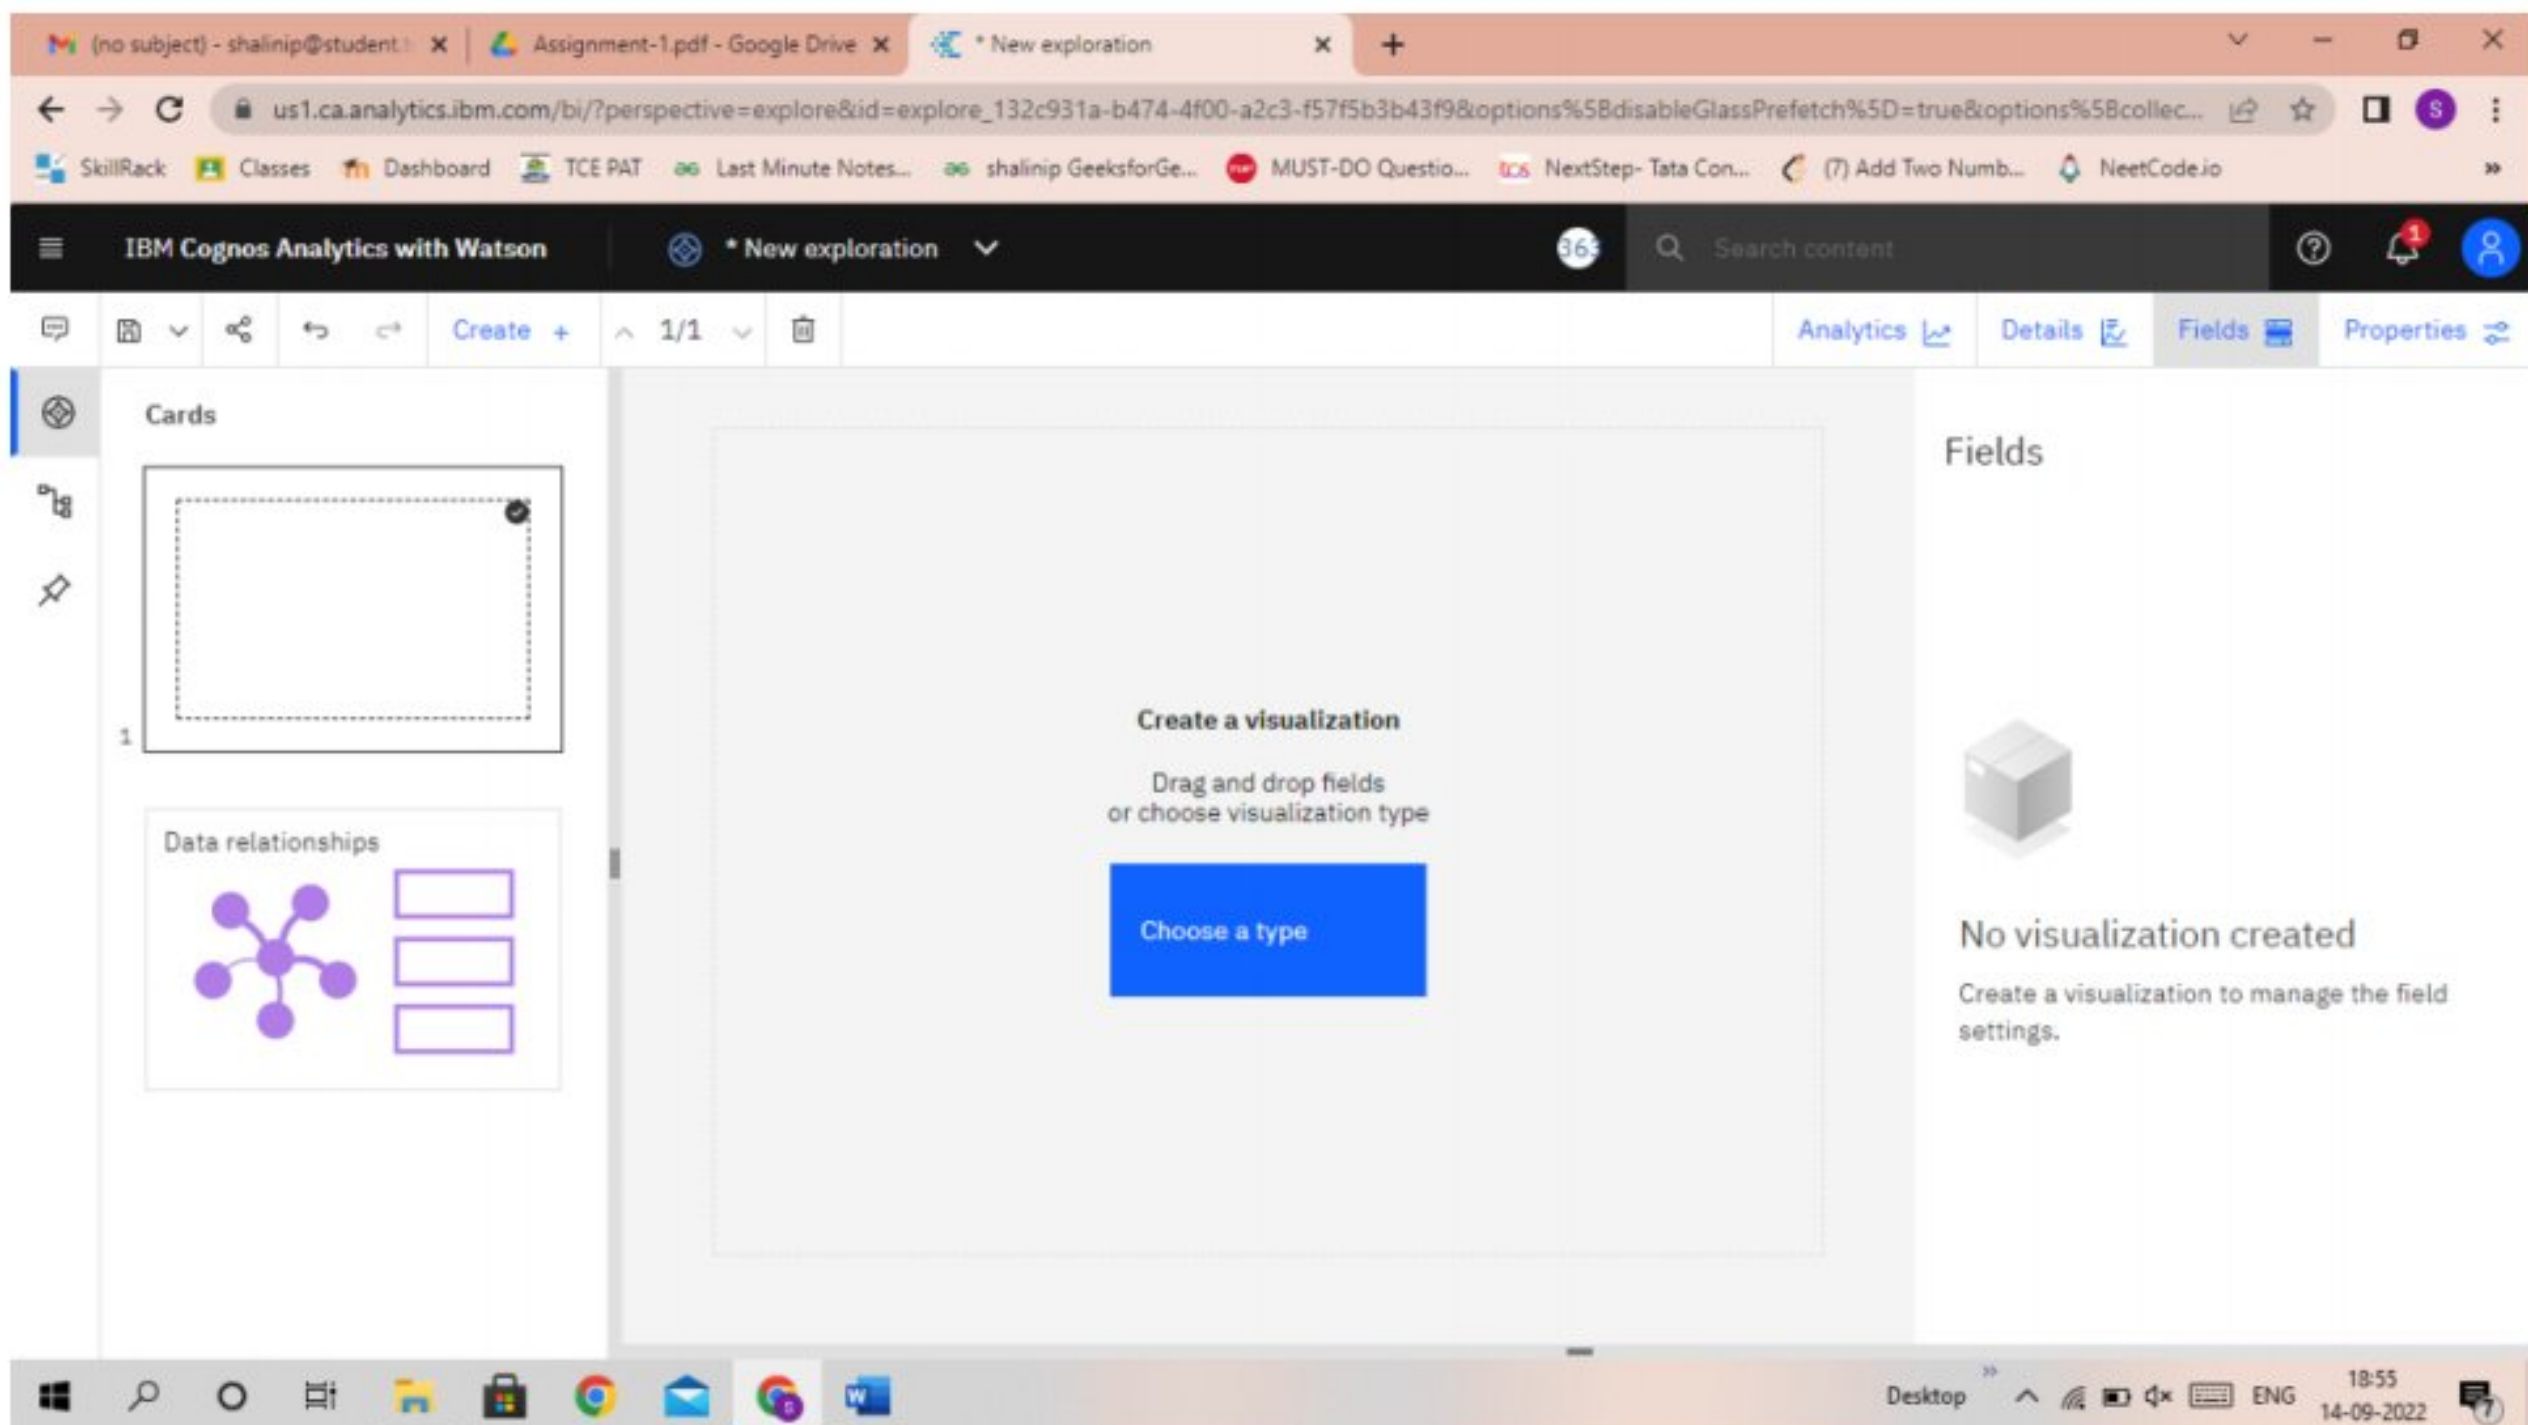 (no subject) - shalinip@student.
Assignment-1.pdf - Google Drive
* New exploration
us1.ca.analytics.ibm.com/bi/?perspective=explore&id=explore_132c931a-b474-4f00-a2c3-f57f5b3b43f9&options%5BdisableGlassPrefetch%5D=true&options%5Bcollec...
S
SkillRack
Classes
Dashboard
TCE PAT
Last Minute Notes...
shalinip GeeksforGe...
MUST-DO Questio...
tcs
NextStep- Tata Con...
(7) Add Two Numb...
NeetCode.io
»
IBM Cognos Analytics with Watson
* New exploration
363
Search content
1
Create +
1/1
Analytics
Details
Fields
Properties
Cards
1
Data relationships
Create a visualization
Drag and drop fields
or choose visualization type
Choose a type
Fields
No visualization created
Create a visualization to manage the field
settings.
Desktop
»
ENG
18:55
14-09-2022
7